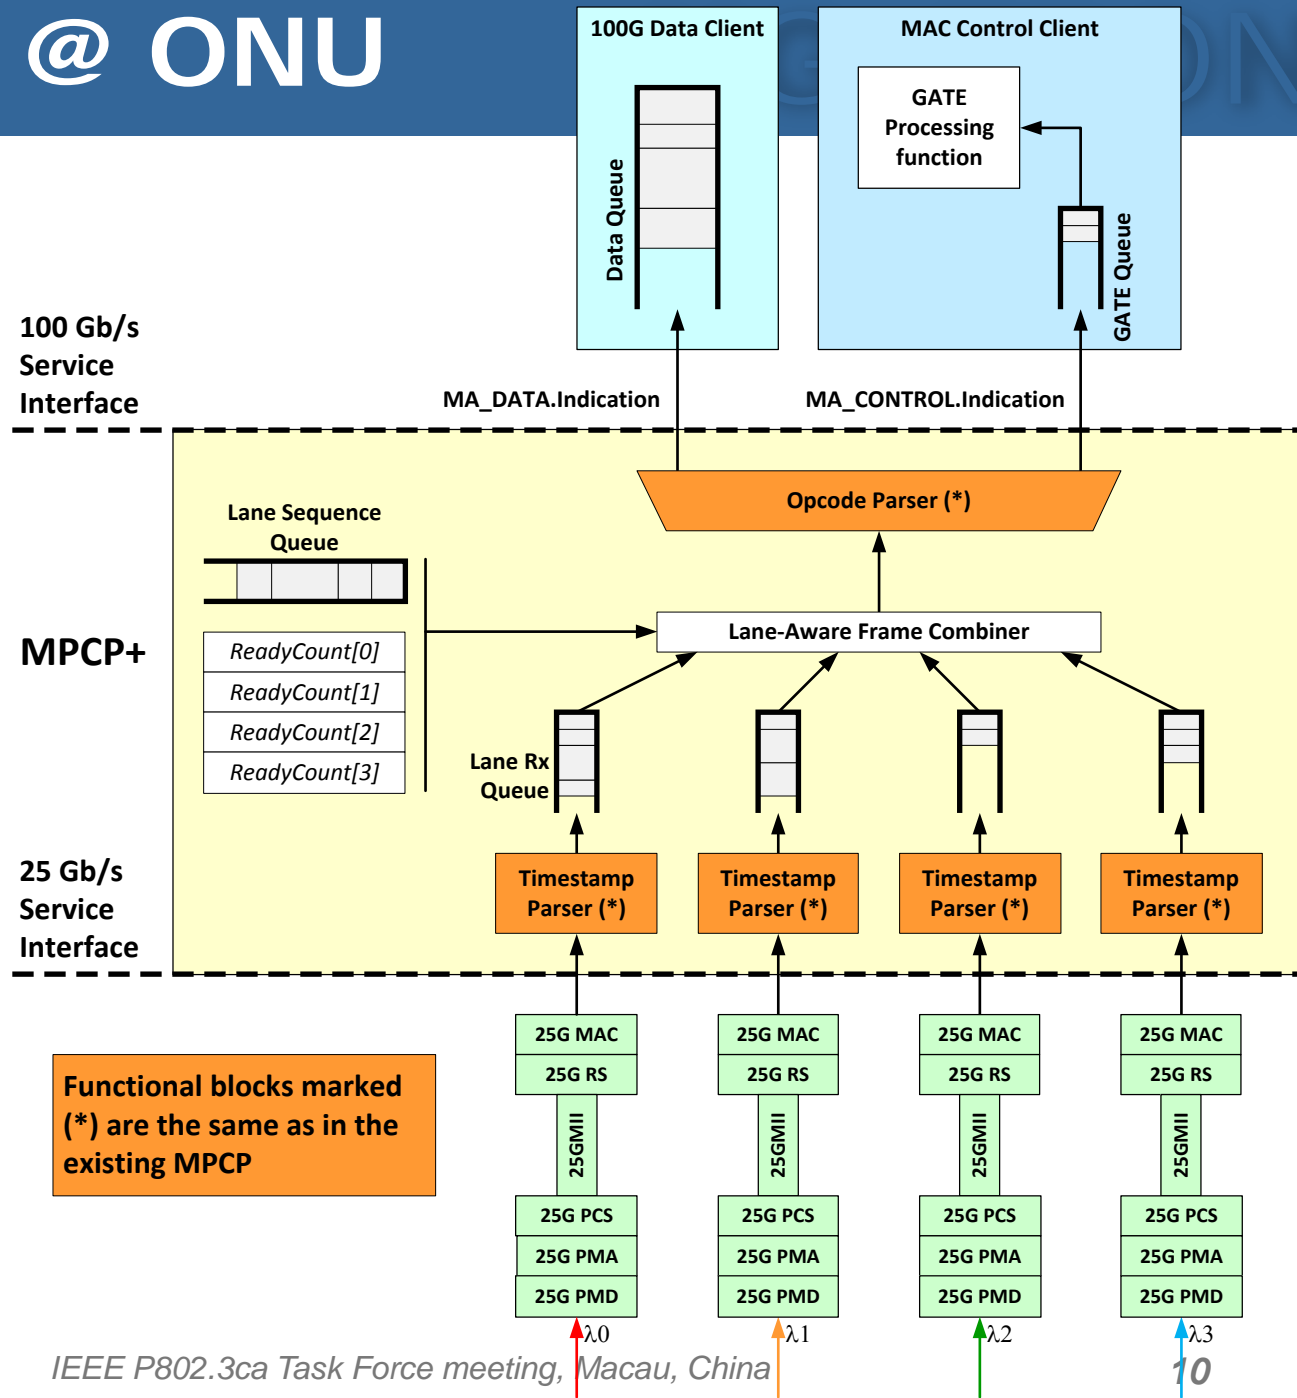 @ ONU
100G Data Client
MAC Control Client
GATE
Processing
function
Data Queue
GATE Queue
100 Gb/s
Service
Interface
MA_DATA.Indication
MA_CONTROL.Indication
Opcode Parser (*)
Lane Sequence
Queue
Lane-Aware Frame Combiner
MPCP+
ReadyCount[0]
ReadyCount[1]
ReadyCount[2]
ReadyCount[3]
Lane Rx
Queue
25 Gb/s
Service
Interface
Timestamp
Parser (*)
Timestamp
Parser (*)
Timestamp
Parser (*)
Timestamp
Parser (*)
25G MAC
25G MAC
25G MAC
25G MAC
25G RS
25G RS
25G RS
25G RS
25GMII
25GMII
25GMII
25GMII
25G PCS
25G PCS
25G PCS
25G PCS
25G PMA
25G PMA
25G PMA
25G PMA
25G PMD
25G PMD
25G PMD
25G PMD
Functional blocks marked
(*) are the same as in the
existing MPCP
λ0
λ1
λ2
λ3
IEEE P802.3ca Task Force meeting, Macau, China
10